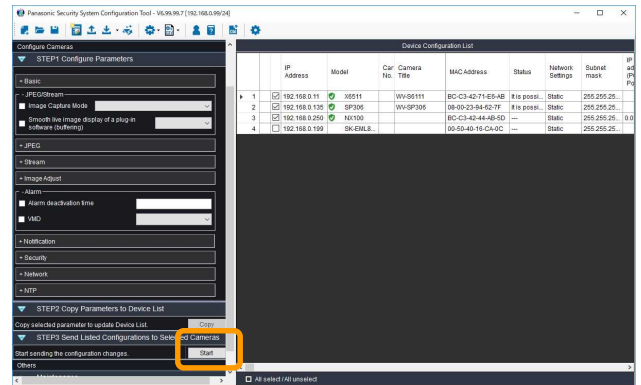 Panasonic Security System Configuration Tool - V6.99.99.7 [192.168.0.99/24]
Configure Cameras
STEP1 Configure Parameters
+ Basic
- JPEG/Stream
Image Capture Mode
Smooth live image display of a plug-in
software (buffering)
+ JPEG
+ Stream
+ Image Adjust
- Alarm
Alarm deactivation time
VMD
+ Notification
+ Security
+ Network
+ NTP
STEP2 Copy Parameters to Device List
Copy selected parameter to update Device List. Copy
STEP3 Send Listed Configurations to Selected Cameras
Start sending the configuration changes. Start
Others
Device Configuration List
IP Address Model Car No. Camera Title MAC Address Status Network Settings Subnet mask
1 192.168.0.11 X6511 WV-S6111 BC-C3-42-71-E6-AB It is possi... Static 255.255.25...
2 192.168.0.135 SP306 WV-SP306 08-00-23-94-62-7F It is possi... Static 255.255.25...
3 192.168.0.250 NX100 BC-C3-42-44-AB-5D --- Static 255.255.25... 0.0
4 192.168.0.199 SK-EML8... 00-50-40-16-CA-0C --- Static 255.255.25...
All select / All unselect